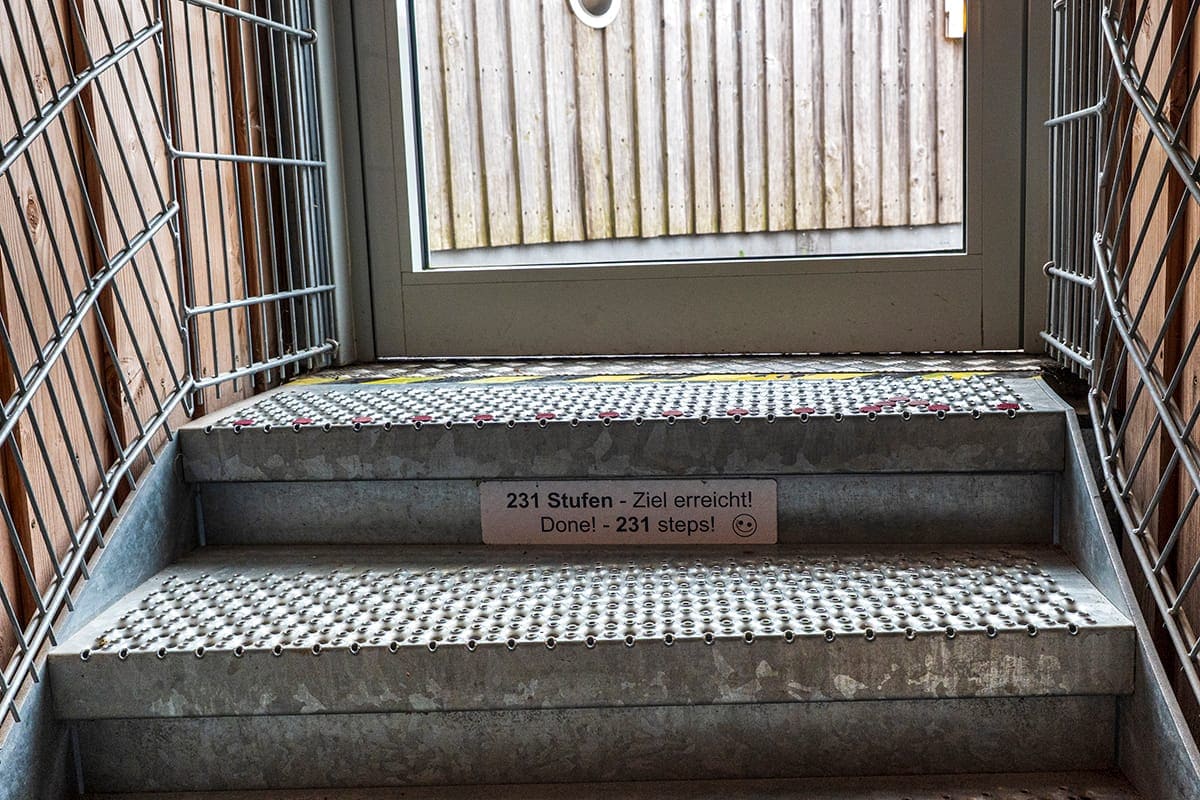 231 Stufen - Ziel erreicht!
Done! - 231 steps!